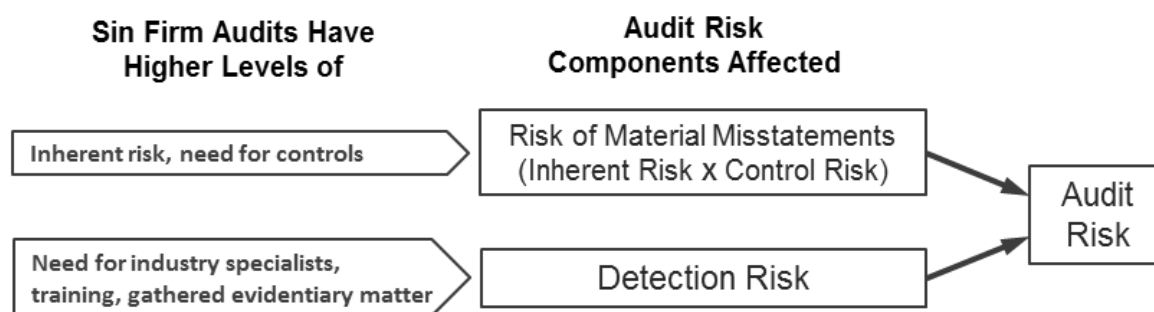 Sin Firm Audits Have
Higher Levels of
Audit Risk
Components Affected
Inherent risk, need for controls
Risk of Material Misstatements
(Inherent Risk x Control Risk)
Audit
Risk
Need for industry specialists,
training, gathered evidentiary matter
Detection Risk